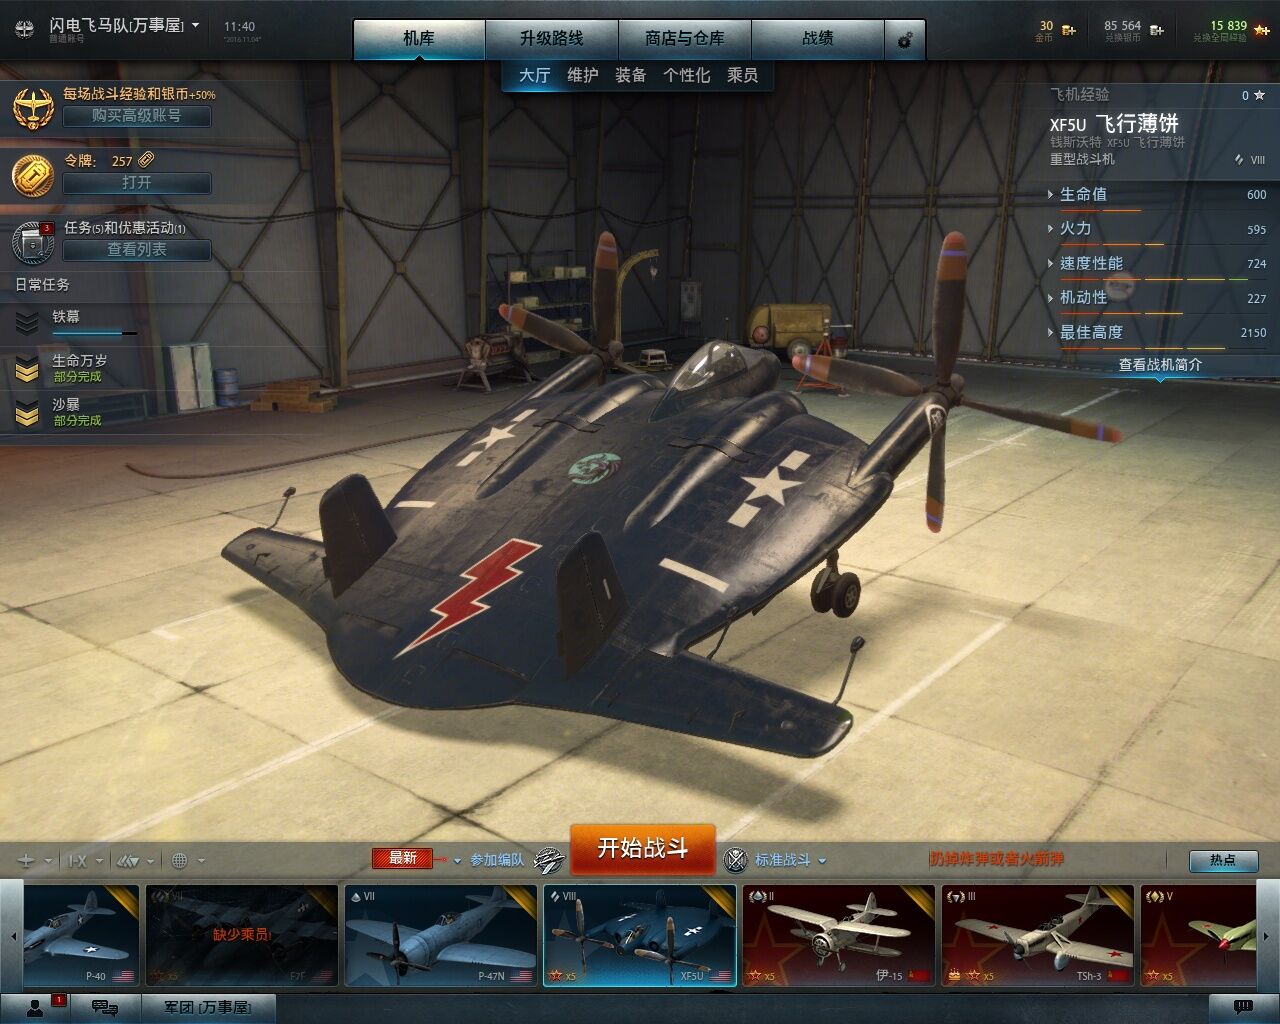 闪电飞马队[万事屋]
普通账号
11:40
"2016.11.04"
机库
升级路线
商店与仓库
战绩
30
金币
85 564
兑换银币
15 839
兑换全局经验
大厅
维护
装备
个性化
乘员
每场战斗经验和银币+50%
购买高级账号
令牌： 257
打开
3
任务(5)和优惠活动(1)
查看列表
日常任务
铁幕
生命万岁
部分完成
沙暴
部分完成
飞机经验
0
XF5U 飞行薄饼
钱斯沃特 XF5U 飞行薄饼
重型战斗机
VIII
生命值
600
火力
595
速度性能
724
机动性
227
最佳高度
2150
查看战机简介
I-X
最新
参加编队
开始战斗
标准战斗
扔掉炸弹或者火箭弹
热点
P-40
VII
缺少乘员!
x5
F7F
VII
P-47N
VIII
x5
XF5U
II
x5
伊-15
III
x5
TSh-3
V
x5
1
军团 [万事屋]